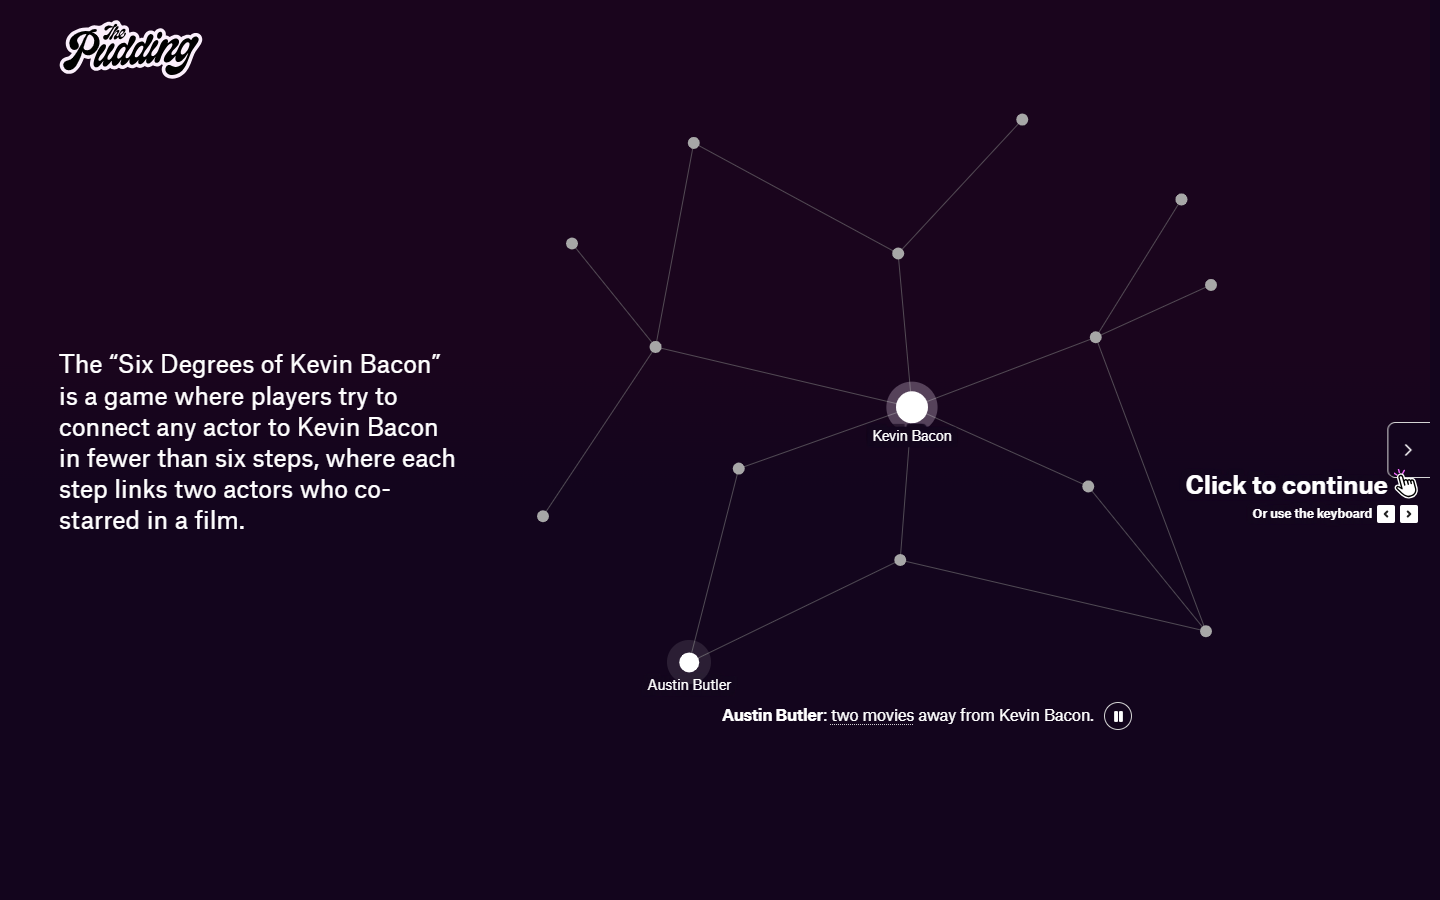 The
Pudding
The “Six Degrees of Kevin Bacon”
is a game where players try to
connect any actor to Kevin Bacon
in fewer than six steps, where each
step links two actors who co-
starred in a film.
Kevin Bacon
Click to continue
Or use the keyboard
Austin Butler
Austin Butler: two movies away from Kevin Bacon.